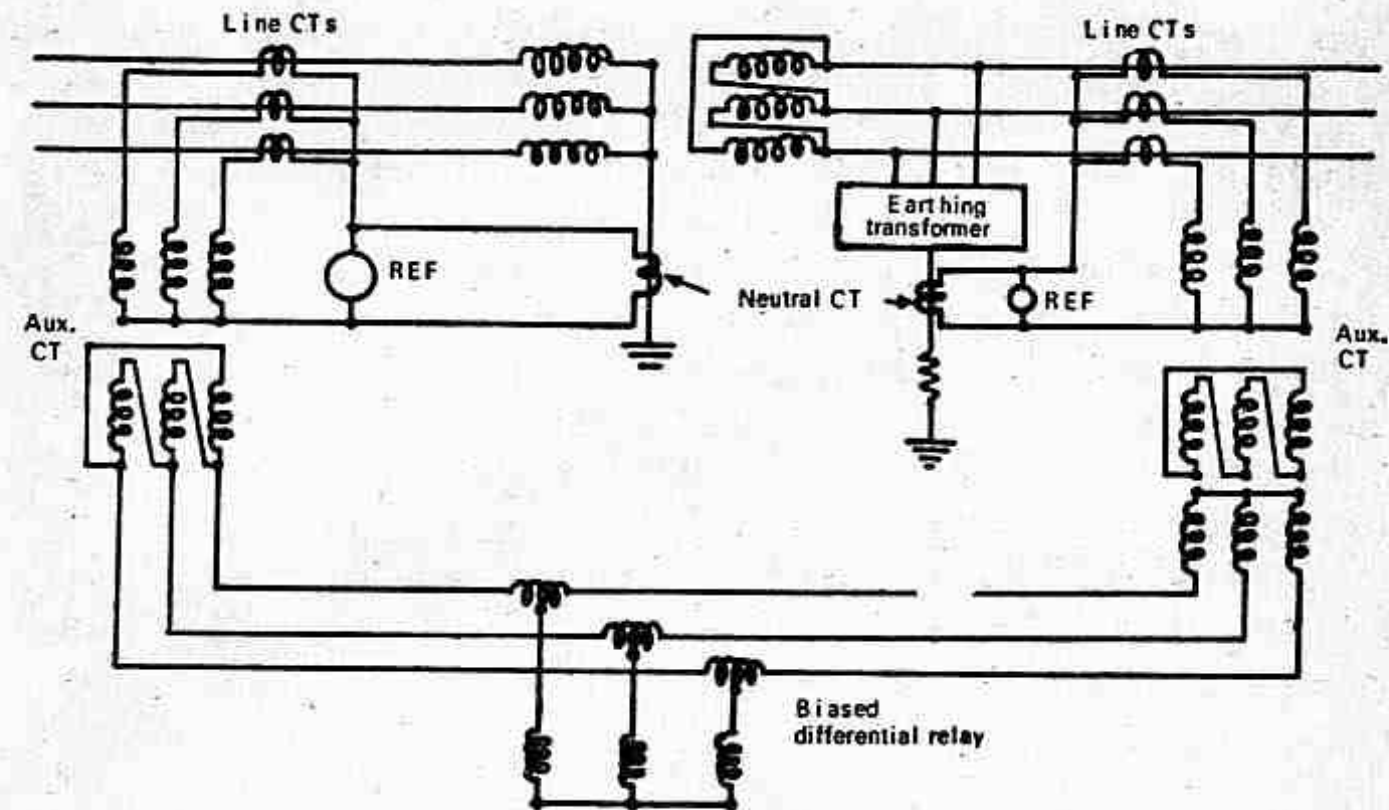 Line CTs
Line CTs
Earthing
transformer
REF
Neutral CT
REF
Aux.
CT
Aux.
CT
Biased
differential relay